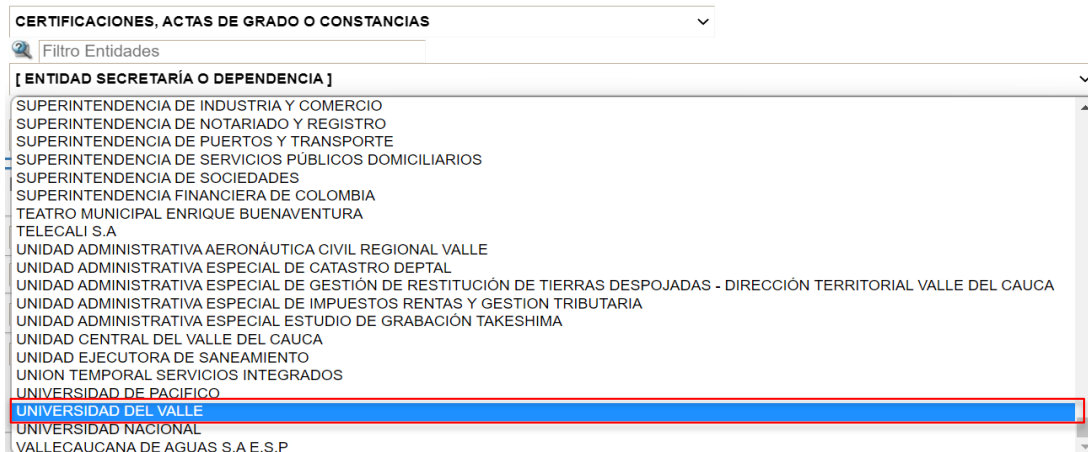 CERTIFICACIONES, ACTAS DE GRADO O CONSTANCIAS
Filtro Entidades
[ ENTIDAD SECRETARÍA O DEPENDENCIA ]
SUPERINTENDENCIA DE INDUSTRIA Y COMERCIO
SUPERINTENDENCIA DE NOTARIADO Y REGISTRO
SUPERINTENDENCIA DE PUERTOS Y TRANSPORTE
SUPERINTENDENCIA DE SERVICIOS PÚBLICOS DOMICILIARIOS
SUPERINTENDENCIA DE SOCIEDADES
SUPERINTENDENCIA FINANCIERA DE COLOMBIA
TEATRO MUNICIPAL ENRIQUE BUENAVENTURA
TELECALI S.A
UNIDAD ADMINISTRATIVA AERONÁUTICA CIVIL REGIONAL VALLE
UNIDAD ADMINISTRATIVA ESPECIAL DE CATASTRO DEPTAL
UNIDAD ADMINISTRATIVA ESPECIAL DE GESTIÓN DE RESTITUCIÓN DE TIERRAS DESPOJADAS - DIRECCIÓN TERRITORIAL VALLE DEL CAUCA
UNIDAD ADMINISTRATIVA ESPECIAL DE IMPUESTOS RENTAS Y GESTION TRIBUTARIA
UNIDAD ADMINISTRATIVA ESPECIAL ESTUDIO DE GRABACIÓN TAKESHIMA
UNIDAD CENTRAL DEL VALLE DEL CAUCA
UNIDAD EJECUTORA DE SANEAMIENTO
UNION TEMPORAL SERVICIOS INTEGRADOS
UNIVERSIDAD DE PACIFICO
UNIVERSIDAD DEL VALLE
UNIVERSIDAD NACIONAL
VALLECAUCANA DE AGUAS S.A E.S.P